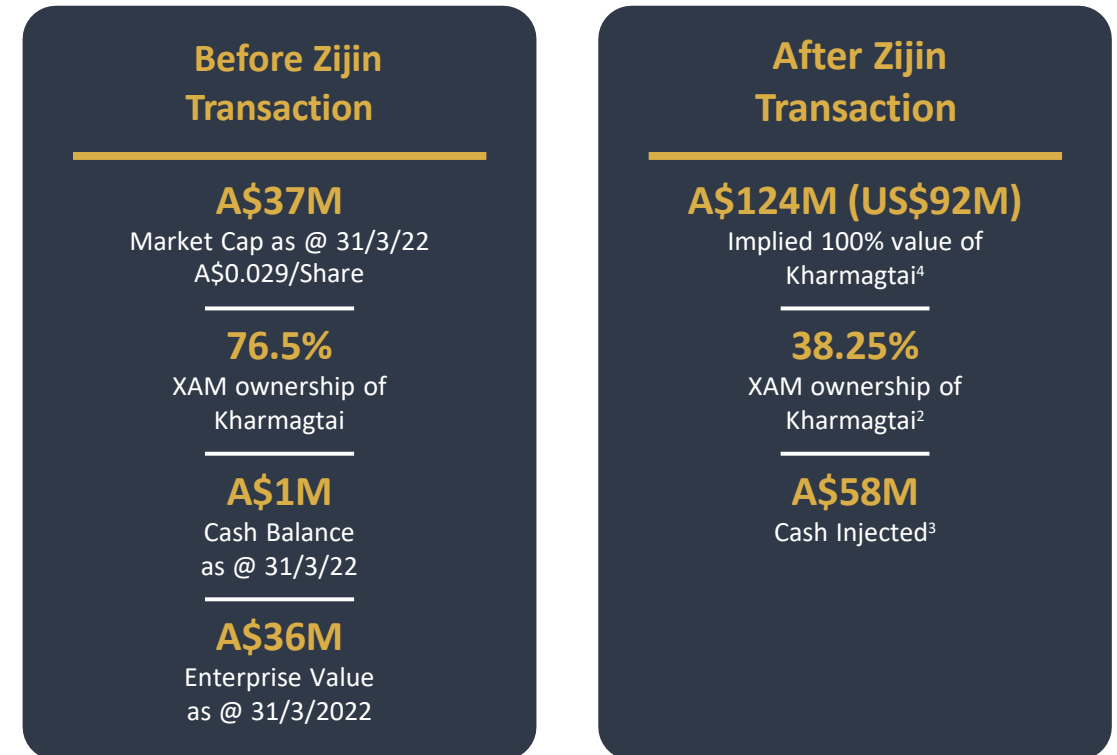 Before Zijin
Transaction
A$37M
Market Cap as @ 31/3/22
A$0.029/Share
76.5%
XAM ownership of
Kharmagtai
A$1M
Cash Balance
as @ 31/3/22
A$36M
Enterprise Value
as @ 31/3/2022
After Zijin
Transaction
A$124M (US$92M)
Implied 100% value of
Kharmagtai⁴
38.25%
XAM ownership of
Kharmagtai²
A$58M
Cash Injected³